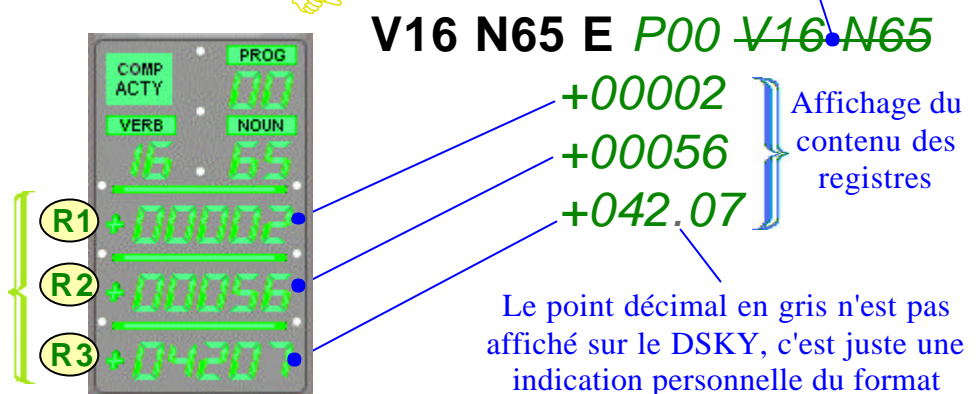 V16 N65 E P00 V16 N65
COMP
ACTY
PROG
00
VERB
NOUN
16
65
R1 +00002
R2 +00056
R3 +04207
+00002
+00056
+042.07
Affichage du
contenu des
registres
Le point décimal en gris n'est pas
affiché sur le DSKY, c'est juste une
indication personnelle du format